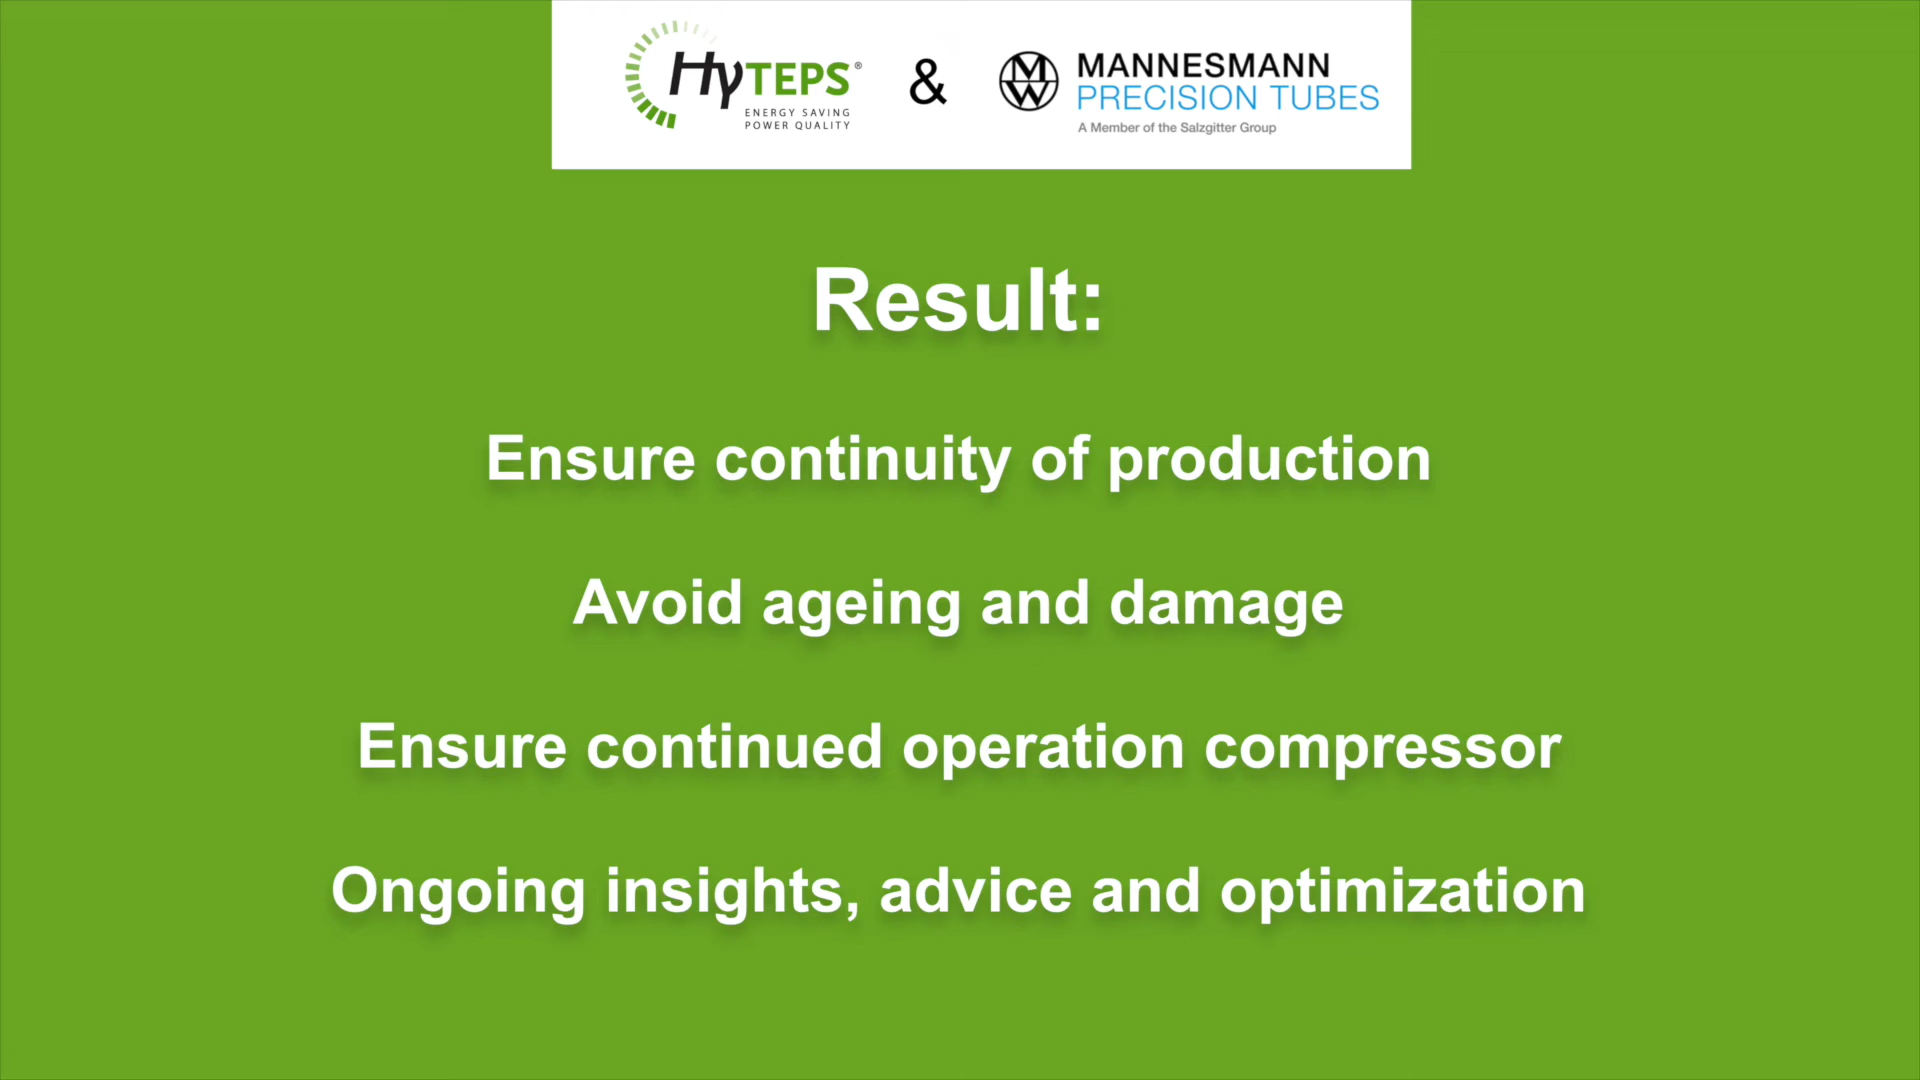 HyTEPS®
ENERGY SAVING
POWER QUALITY
&
MW
MANNESMANN
PRECISION TUBES
A Member of the Salzgitter Group
Result:
Ensure continuity of production
Avoid ageing and damage
Ensure continued operation compressor
Ongoing insights, advice and optimization